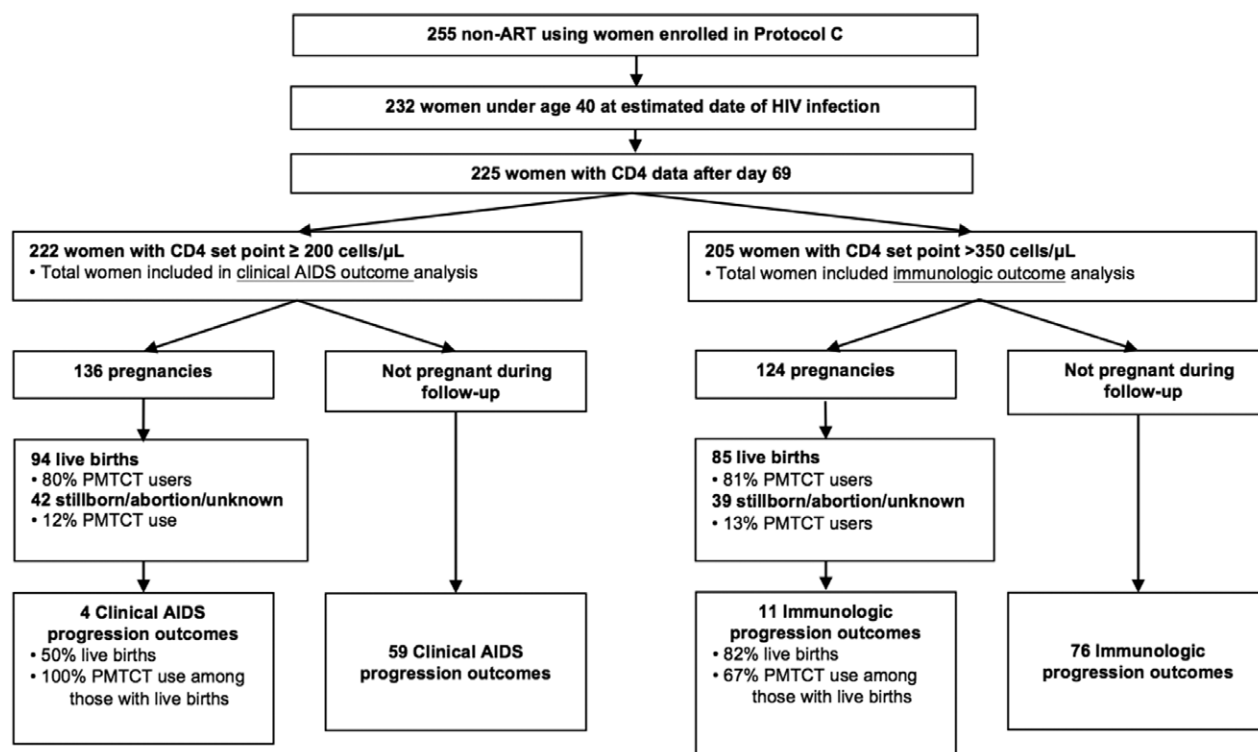 255 non-ART using women enrolled in Protocol C
232 women under age 40 at estimated date of HIV infection
225 women with CD4 data after day 69
222 women with CD4 set point ≥ 200 cells/µL
• Total women included in clinical AIDS outcome analysis
205 women with CD4 set point >350 cells/µL
• Total women included immunologic outcome analysis
136 pregnancies
Not pregnant during
follow-up
124 pregnancies
Not pregnant during
follow-up
94 live births
• 80% PMTCT users
42 stillborn/abortion/unknown
• 12% PMTCT use
85 live births
• 81% PMTCT users
39 stillborn/abortion/unknown
• 13% PMTCT users
4 Clinical AIDS
progression outcomes
• 50% live births
• 100% PMTCT use among
those with live births
59 Clinical AIDS
progression outcomes
11 Immunologic
progression outcomes
• 82% live births
• 67% PMTCT use among
those with live births
76 Immunologic
progression outcomes